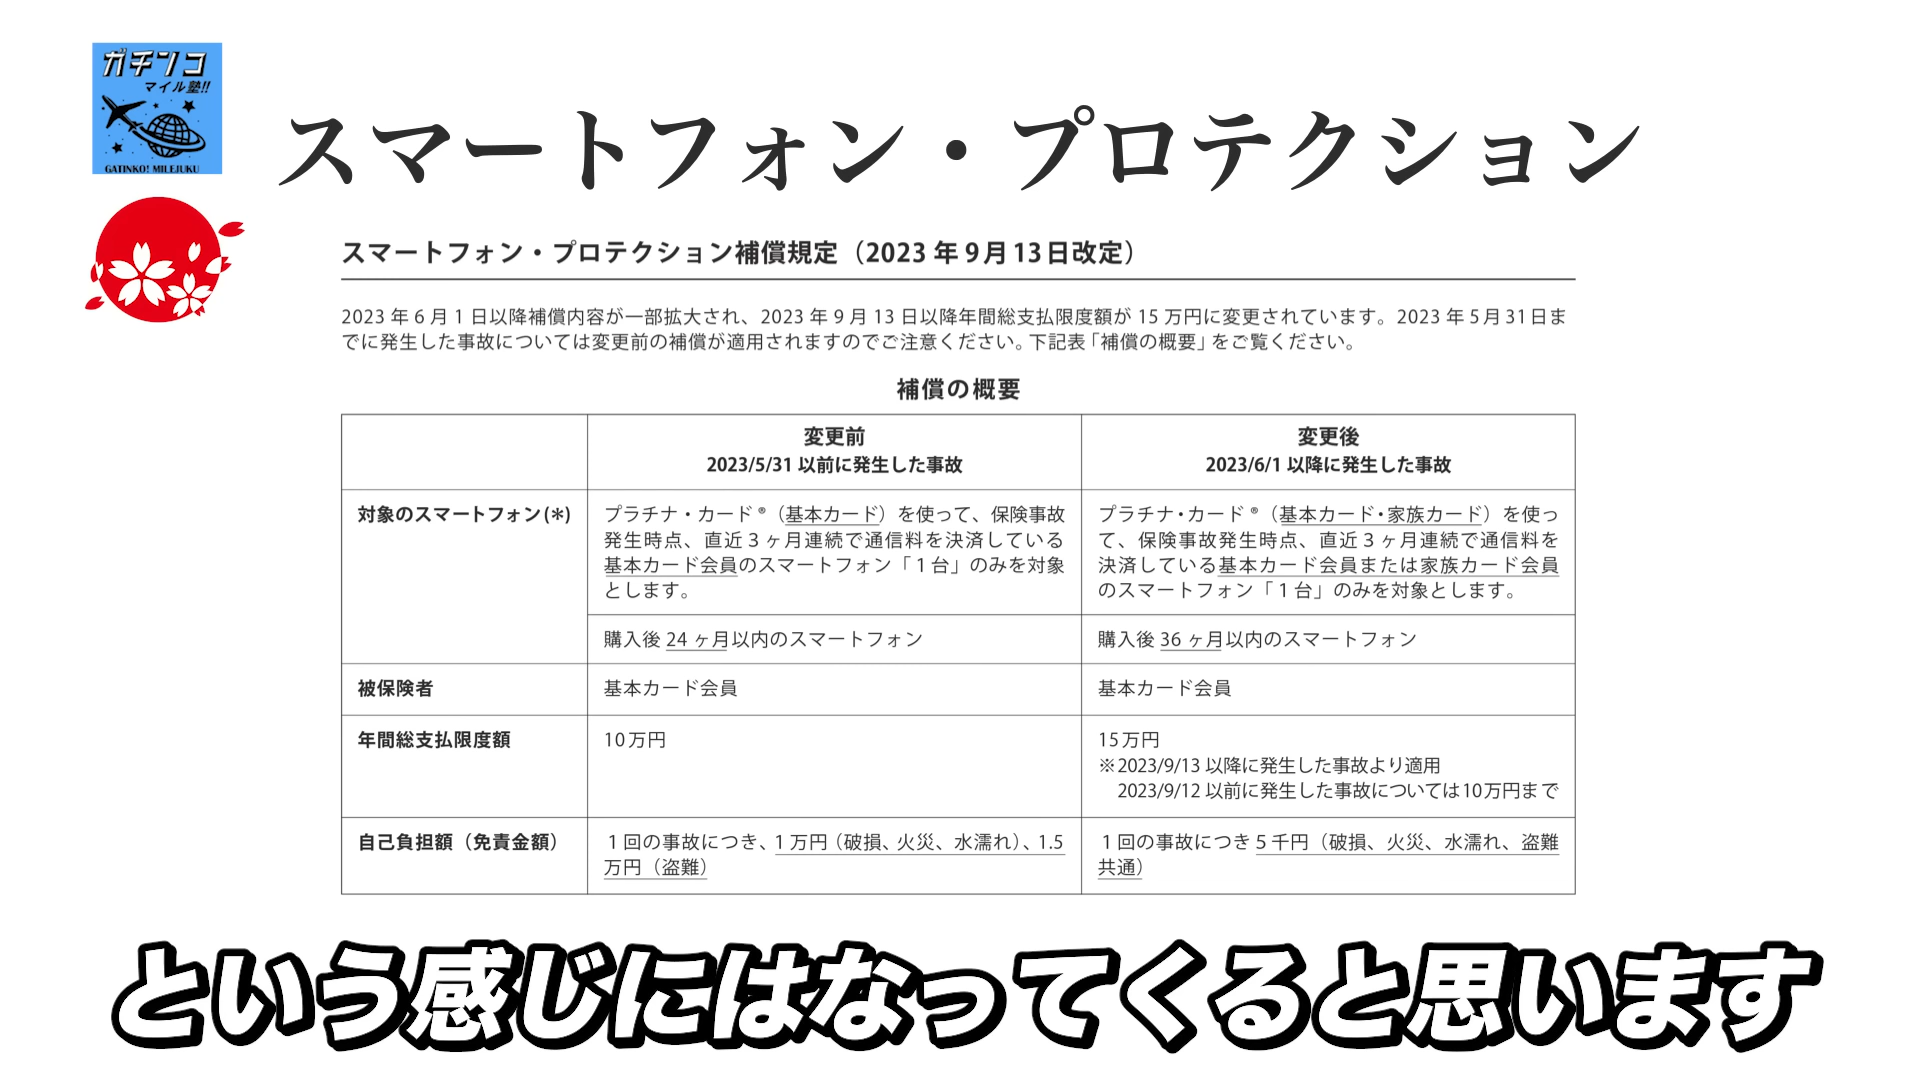 ガチンコ
マイル塾!!
GATINKO! MILEJUKU
スマートフォン・プロテクション
スマートフォン・プロテクション補償規定（2023年9月13日改定）
2023年6月1日以降補償内容が一部拡大され、2023年9月13日以降年間総支払限度額が15万円に変更されています。2023年5月31日ま
でに発生した事故については変更前の補償が適用されますのでご注意ください。下記表「補償の概要」をご覧ください。
補償の概要
変更前
2023/5/31 以前に発生した事故
変更後
2023/6/1 以降に発生した事故
対象のスマートフォン(＊)
プラチナ・カード®（基本カード）を使って、保険事故
発生時点、直近3ヶ月連続で通信料を決済している
基本カード会員のスマートフォン「1台」のみを対象
とします。
プラチナ・カード®（基本カード・家族カード）を使っ
て、保険事故発生時点、直近3ヶ月連続で通信料を
決済している基本カード会員または家族カード会員
のスマートフォン「1台」のみを対象とします。
購入後 24 ヶ月以内のスマートフォン
購入後 36 ヶ月以内のスマートフォン
被保険者
基本カード会員
基本カード会員
年間総支払限度額
10万円
15万円
※2023/9/13 以降に発生した事故より適用
2023/9/12 以前に発生した事故については10万円まで
自己負担額（免責金額）
1回の事故につき、1万円（破損、火災、水濡れ）、1.5
万円（盗難）
1回の事故につき5千円（破損、火災、水濡れ、盗難
共通）
という感じにはなってくると思います